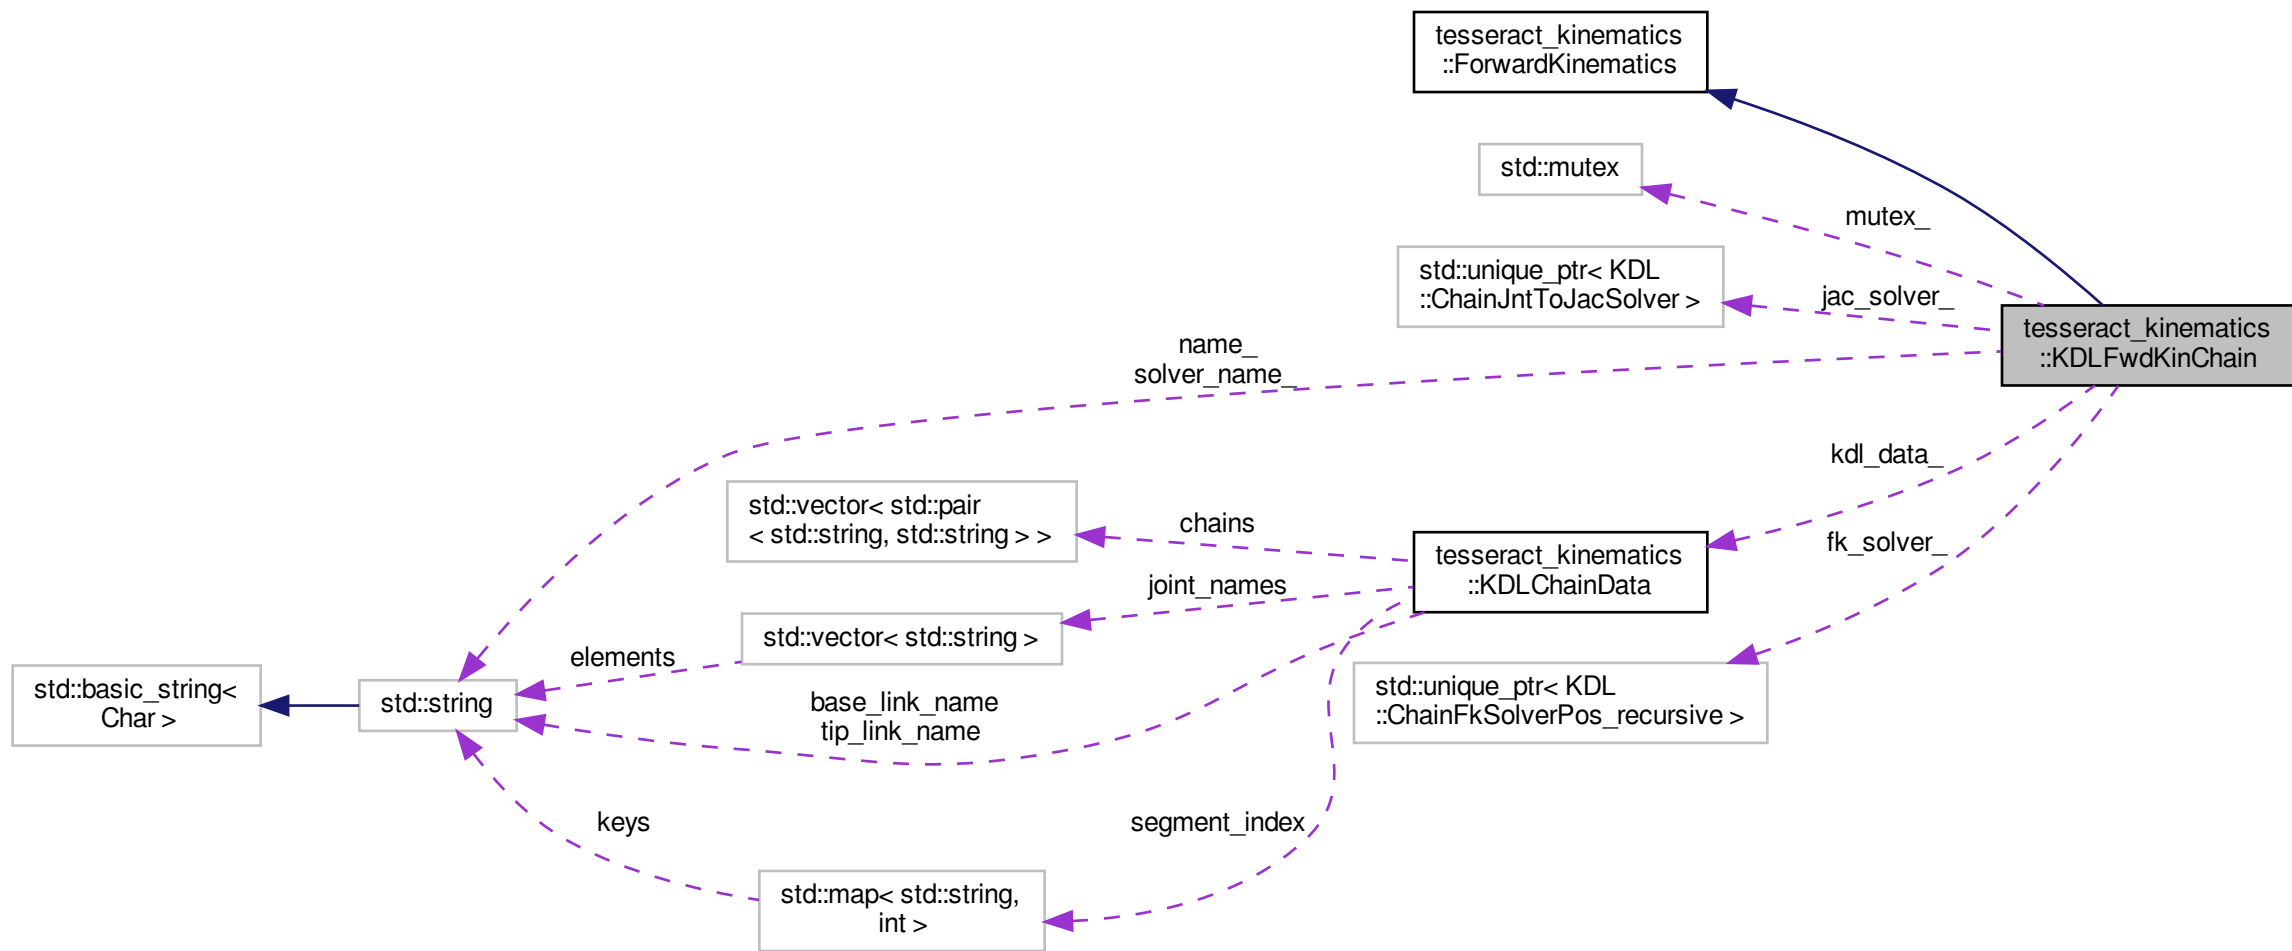 tesseract_kinematics
::ForwardKinematics
std::mutex
mutex_
std::unique_ptr< KDL
::ChainJntToJacSolver >
jac_solver_
tesseract_kinematics
::KDLFwdKinChain
name_
solver_name_
kdl_data_
std::vector< std::pair
< std::string, std::string > >
chains
tesseract_kinematics
::KDLChainData
fk_solver_
joint_names
std::vector< std::string >
elements
std::basic_string<
Char >
std::string
base_link_name
tip_link_name
std::unique_ptr< KDL
::ChainFkSolverPos_recursive >
keys
segment_index
std::map< std::string,
int >